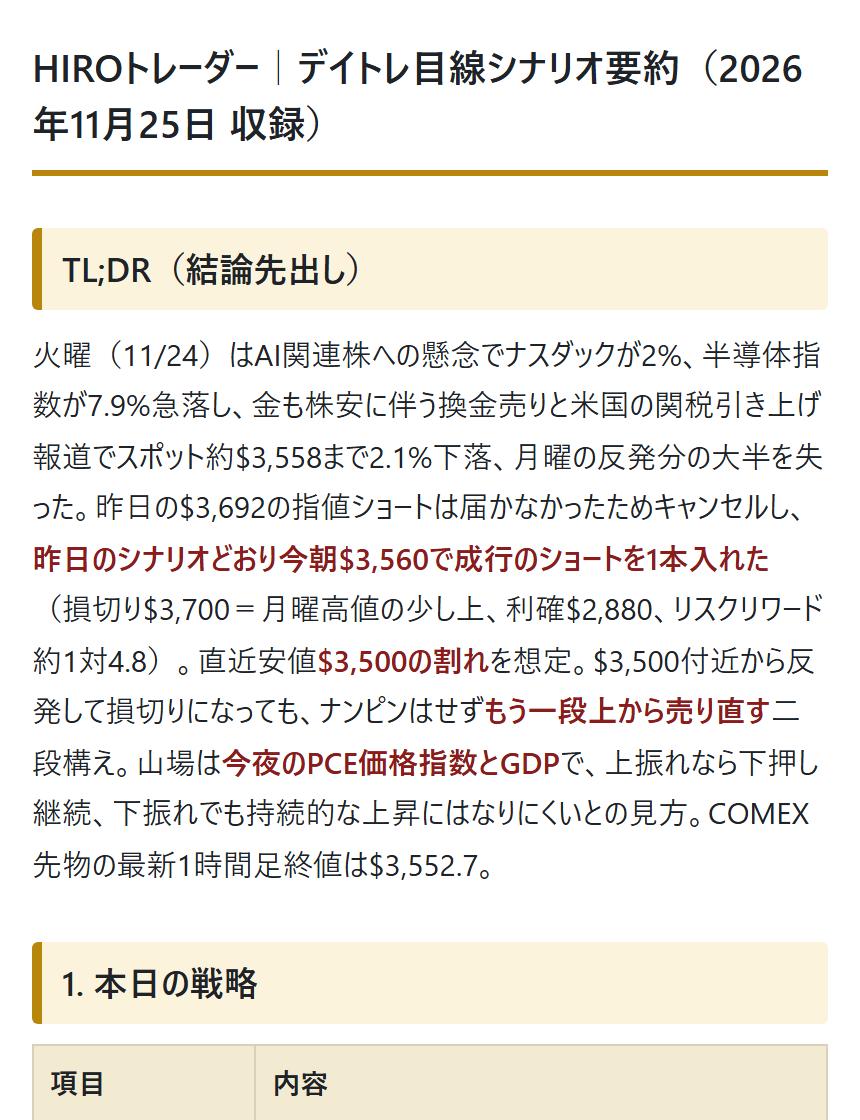 HIROトレーダー｜デイトレ目線シナリオ要約（2026
年11月25日 収録）
TL;DR（結論先出し）
火曜（11/24）はAI関連株への懸念でナスダックが2%、半導体指
数が7.9%急落し、金も株安に伴う換金売りと米国の関税引き上げ
報道でスポット約$3,558まで2.1%下落、月曜の反発分の大半を失
った。昨日の$3,692の指値ショートは届かなかったためキャンセルし、
昨日のシナリオどおり今朝$3,560で成行のショートを1本入れた
（損切り$3,700＝月曜高値の少し上、利確$2,880、リスクリワード
約1対4.8）。直近安値$3,500の割れを想定。$3,500付近から反
発して損切りになっても、ナンピンはせずもう一段上から売り直す二
段構え。山場は今夜のPCE価格指数とGDPで、上振れなら下押し
継続、下振れでも持続的な上昇にはなりにくいとの見方。COMEX
先物の最新1時間足終値は$3,552.7。
1. 本日の戦略
項目 内容